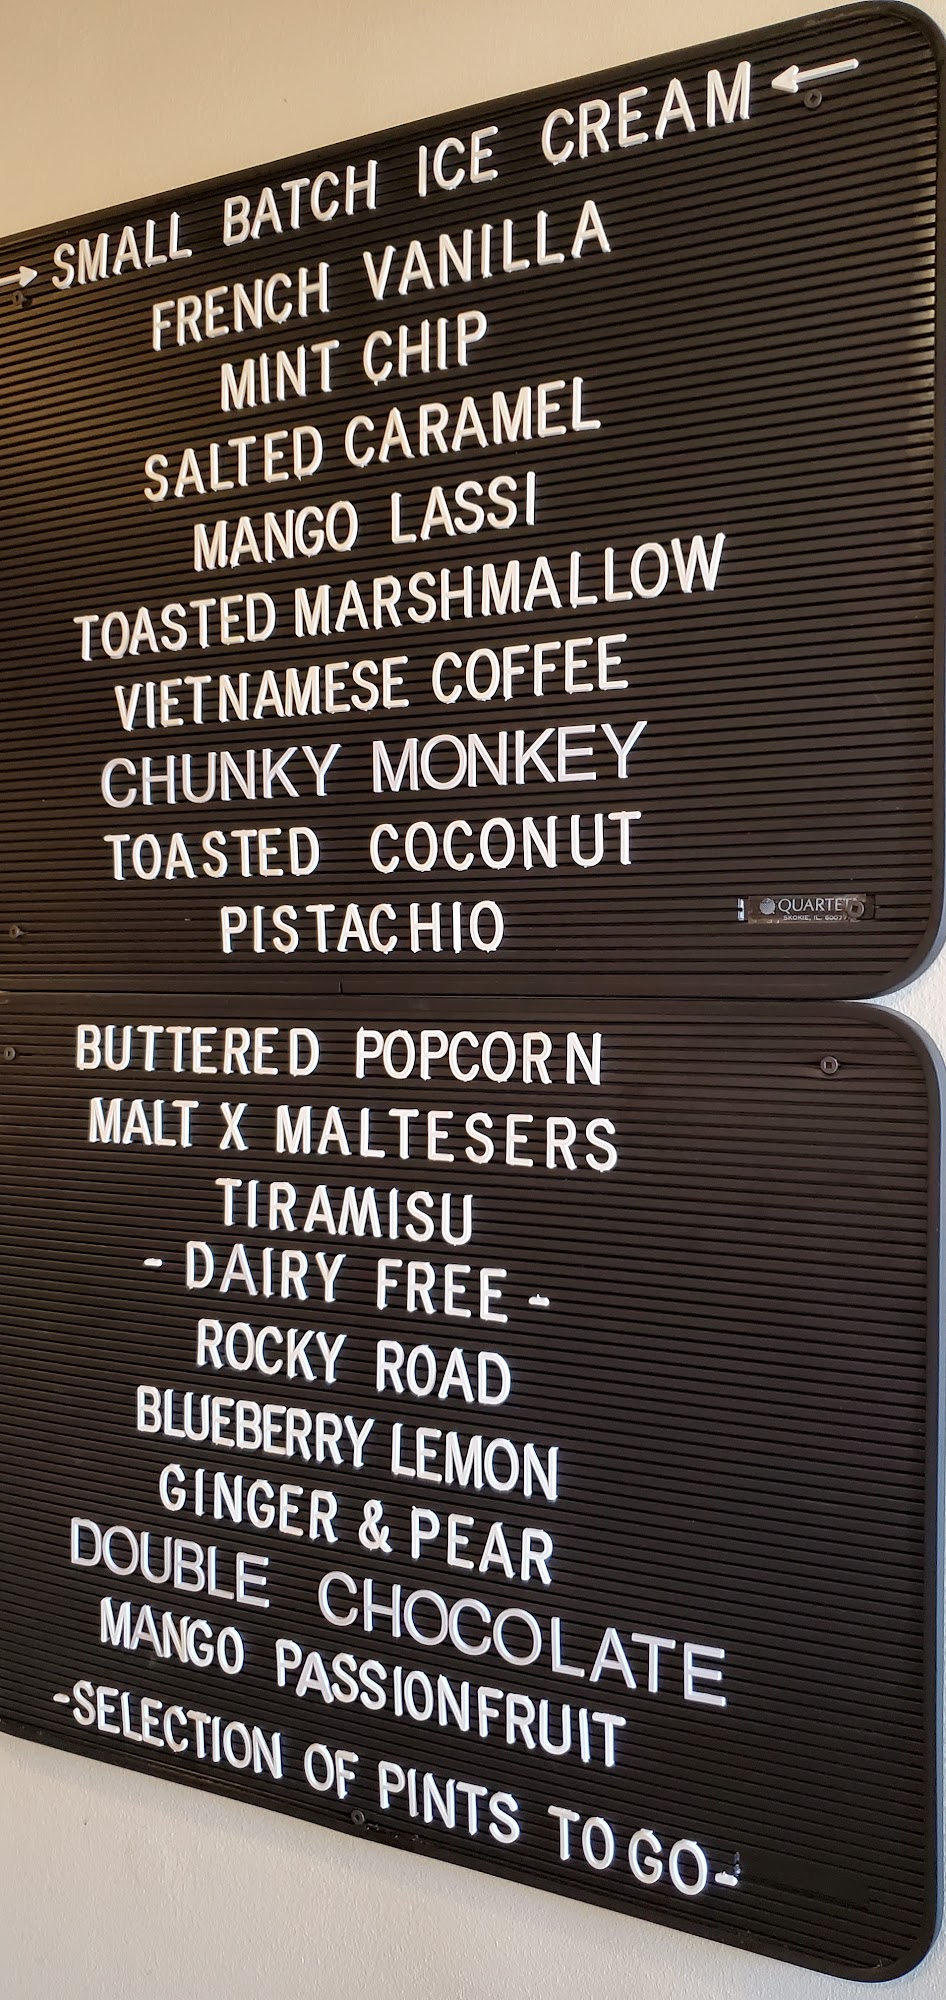 → SMALL BATCH ICE CREAM ←
FRENCH VANILLA
MINT CHIP
SALTED CARAMEL
MANGO LASSI
TOASTED MARSHMALLOW
VIETNAMESE COFFEE
CHUNKY MONKEY
TOASTED COCONUT
PISTACHIO
QUARTET
SKOKIE, IL.
BUTTERED POPCORN
MALT X MALTESERS
TIRAMISU
- DAIRY FREE -
ROCKY ROAD
BLUEBERRY LEMON
GINGER & PEAR
DOUBLE CHOCOLATE
MANGO PASSIONFRUIT
-SELECTION OF PINTS TO GO-